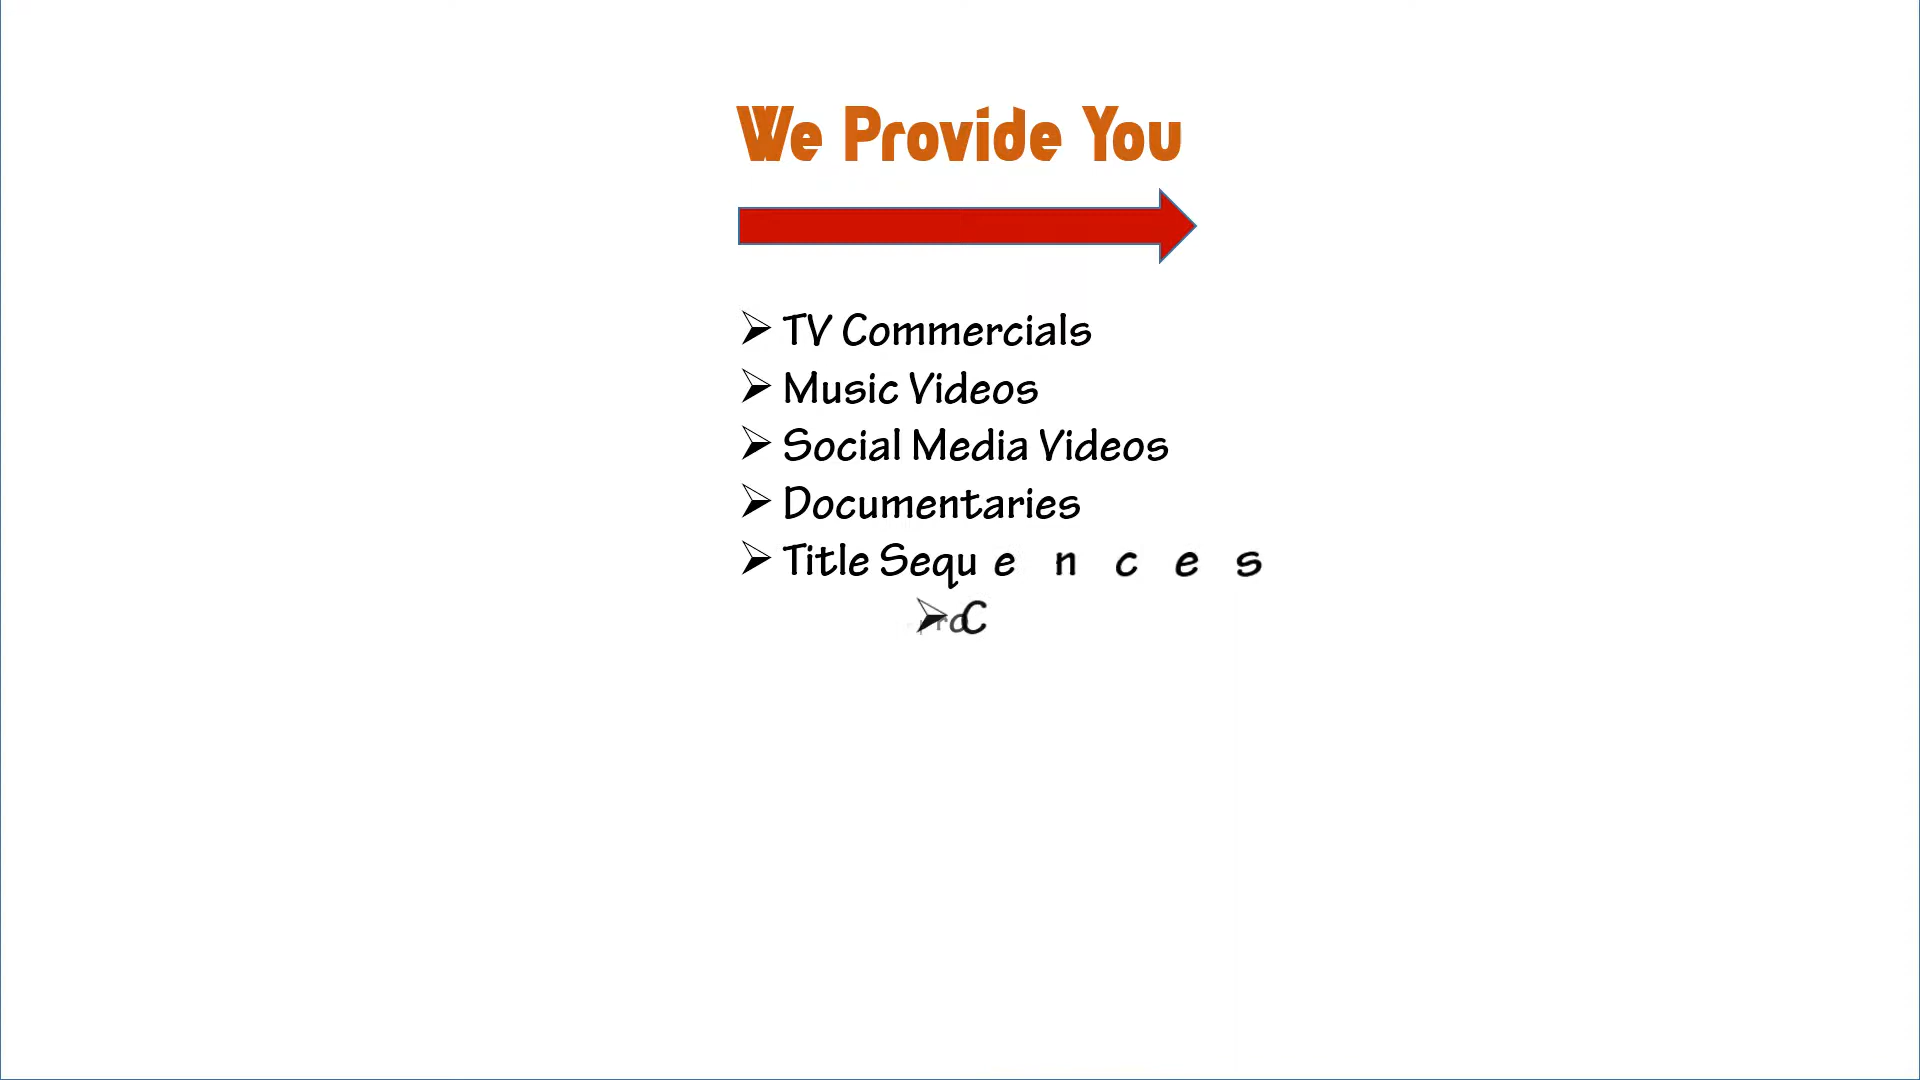 We Provide You
TV Commercials
Music Videos
Social Media Videos
Documentaries
Title Sequences